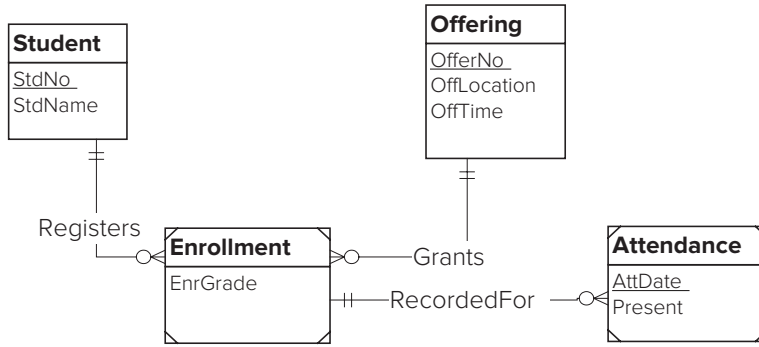 Student
StdNo
StdName
Offering
OfferNo
OffLocation
OffTime
Registers
Enrollment
EnrGrade
Grants
RecordedFor
Attendance
AttDate
Present